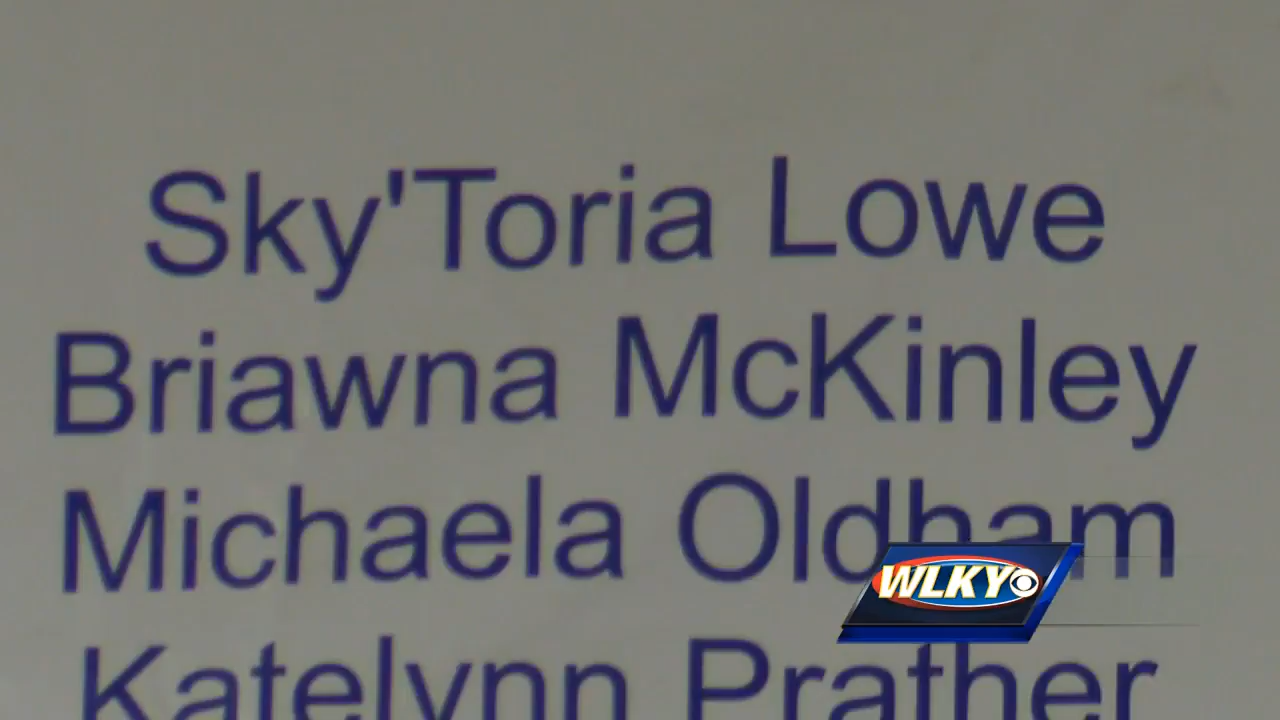 Sky'Toria Lowe
Briawna McKinley
Michaela Oldham
WLKY
Katelynn Prather